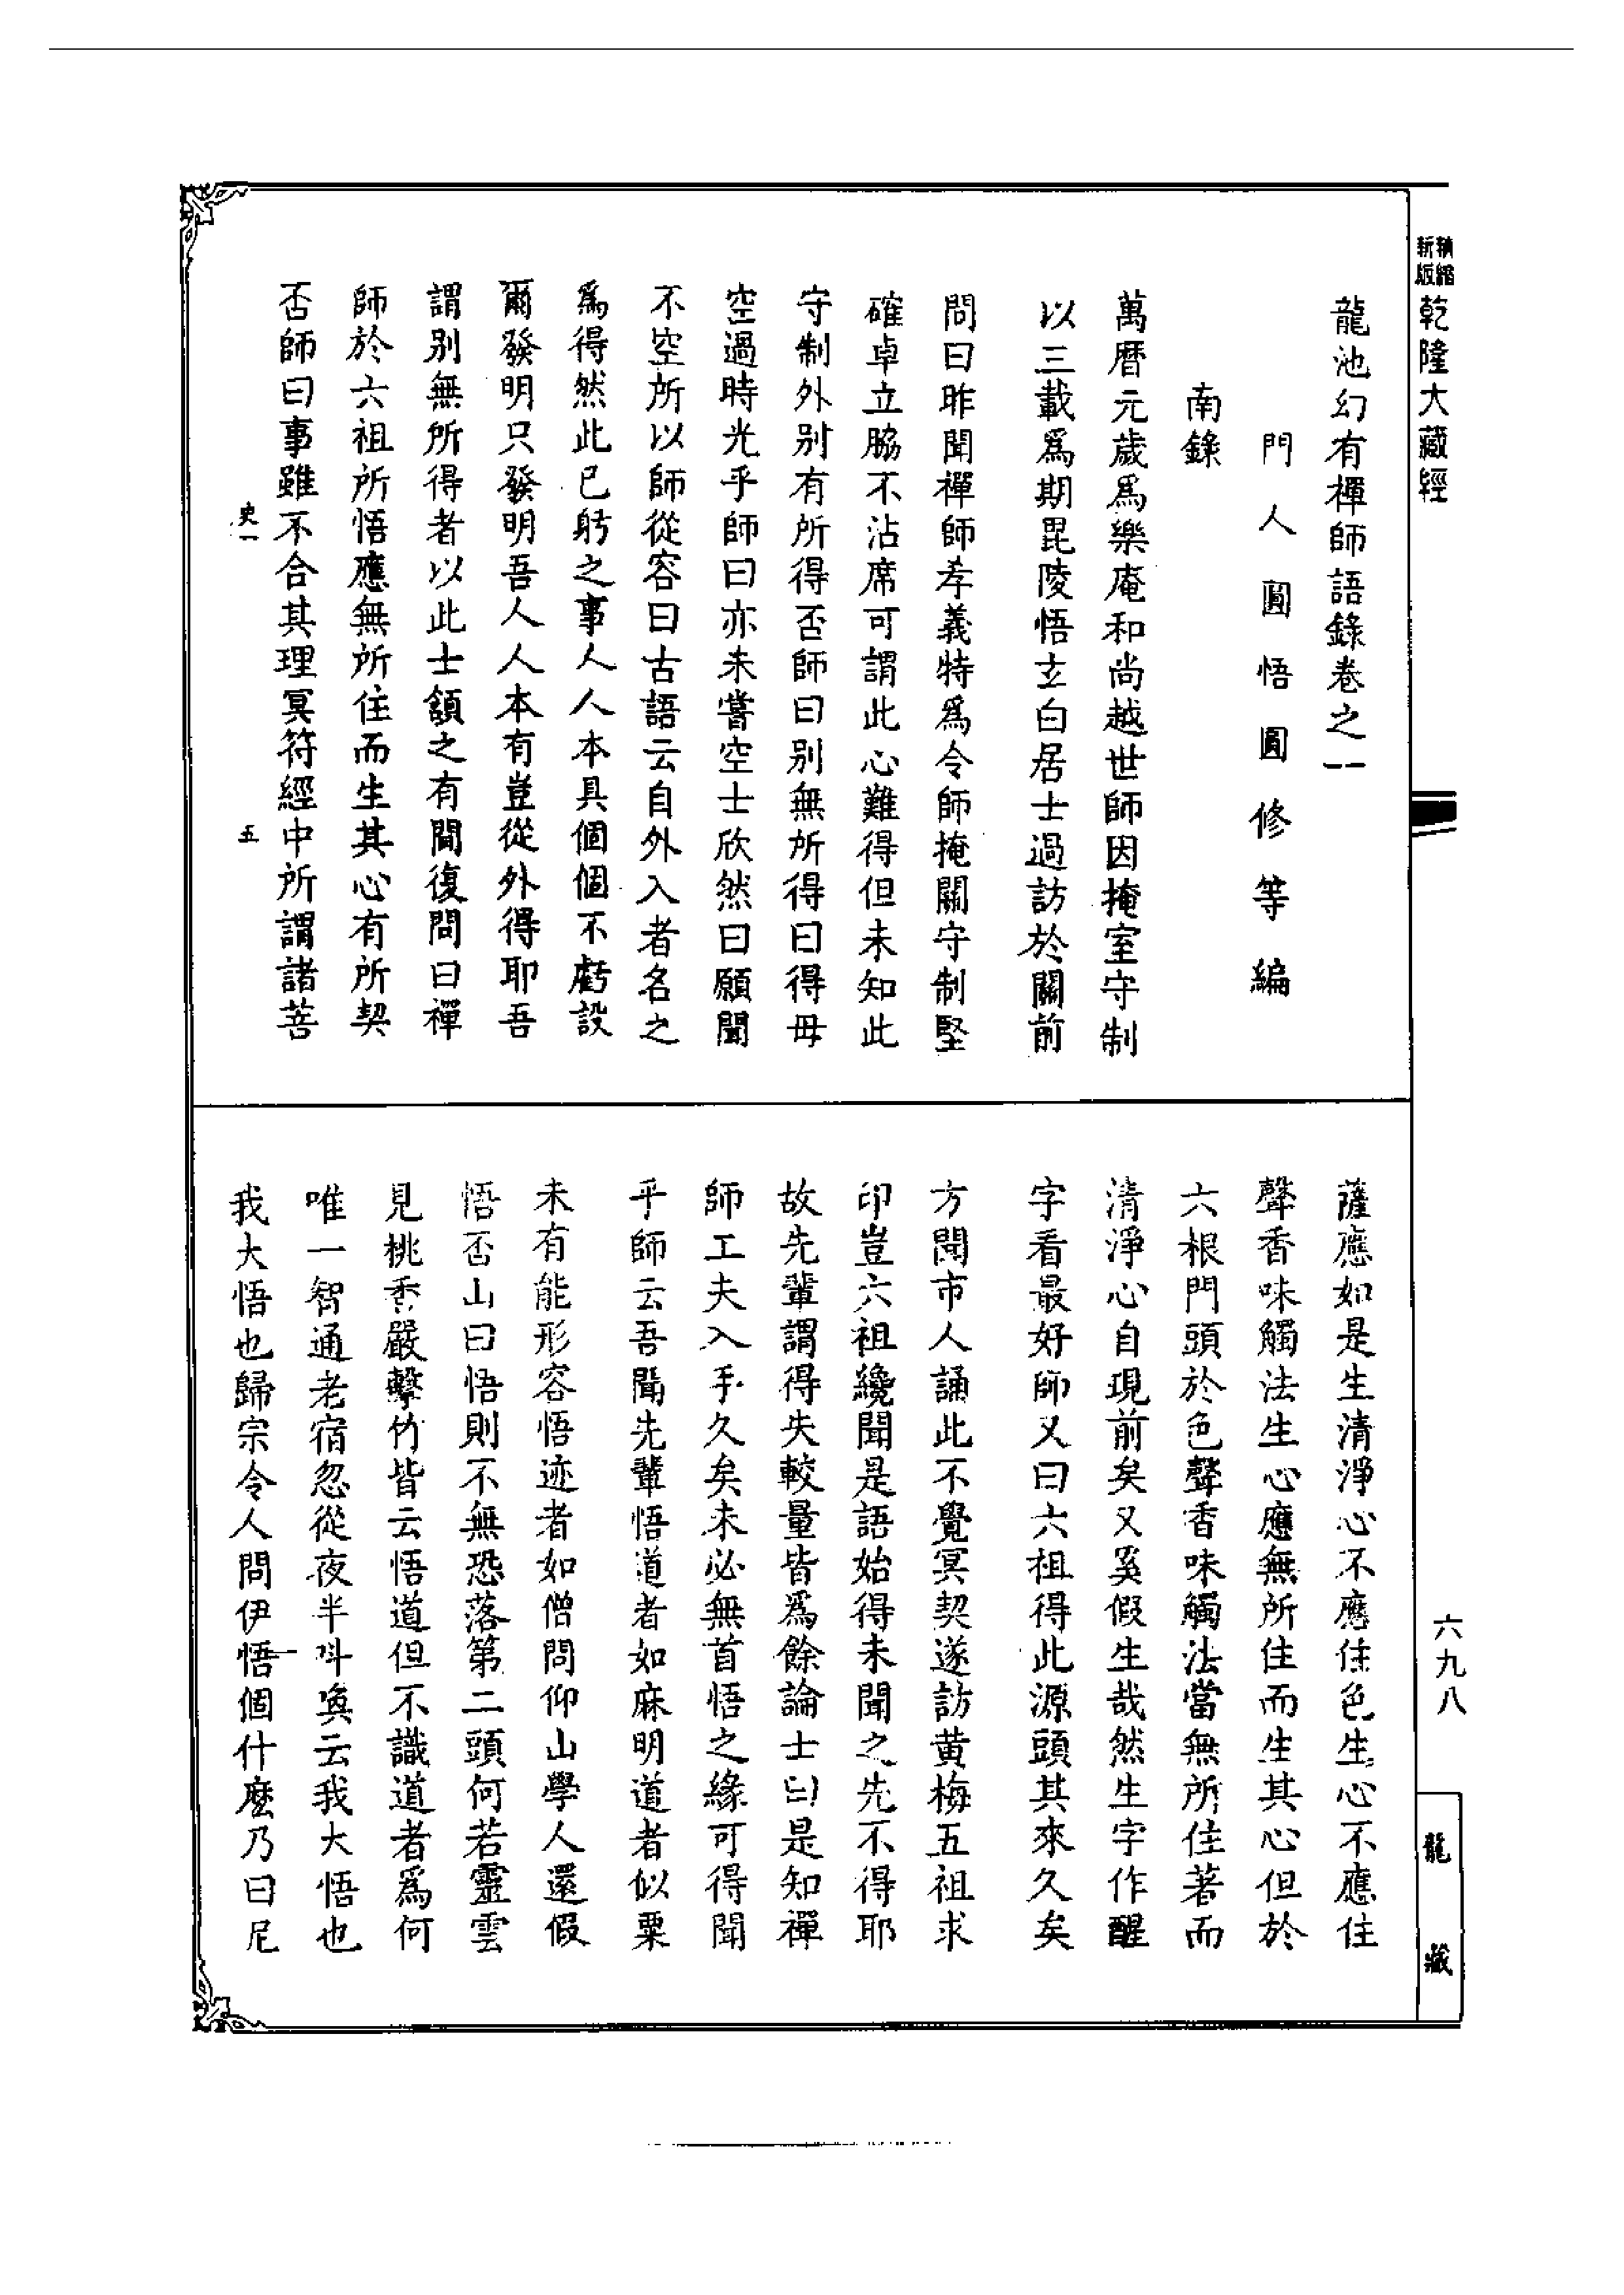 精縮新版乾隆大藏經
龍池幻有禪師語錄卷之一
門人圓悟圓修等編
南錄
萬曆元歲爲樂庵和尚越世師因掩室守制
以三載爲期毘陵悟玄白居士過訪於關前
問曰昨聞禪師孝義特爲令師掩關守制堅
確卓立脇不沾席可謂此心難得但未知此
守制外別有所得否師曰別無所得曰得毋
空過時光乎師曰亦未嘗空士欣然曰願聞
不空所以師從容曰古語云自外入者名之
爲得然此已躬之事人人本具個個不虧設
爾發明只發明吾人人本有豈從外得耶吾
謂別無所得者以此士頷之有間復問曰禪
師於六祖所悟應無所住而生其心有所契
否師曰事雖不合其理冥符經中所謂諸菩
史一 五
薩應如是生清淨心不應住色生心不應住
聲香味觸法生心應無所住而生其心但於
六根門頭於色聲香味觸法當無所住著而
清淨心自現前矣又奚假生哉然生字作醒
字看最好師又曰六祖得此源頭其來久矣
方聞市人誦此不覺冥契遂訪黃梅五祖求
印豈六祖纔聞是語始得未聞之先不得耶
故先輩謂得失較量皆爲餘論士曰是知禪
師工夫入手久矣未必無首悟之緣可得聞
乎師云吾聞先輩悟道者如麻明道者似粟
未有能形容悟迹者如僧問仰山學人還假
悟否山曰悟則不無恐落第二頭何若靈雲
見桃香嚴擊竹皆云悟道但不識道者爲何
唯一智通老宿忽從夜半呌喚云我大悟也
我大悟也歸宗令人問伊悟個什麼乃曰尼
六九八
龍藏